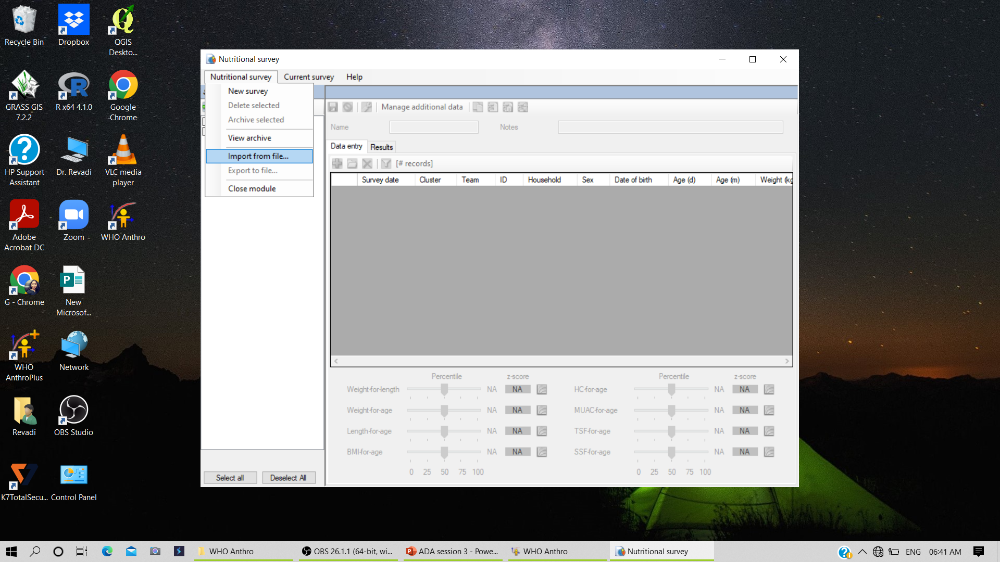 Recycle Bin
Dropbox
QGIS
Deskto...
GRASS GIS
7.2.2
R x64 4.1.0
Google
Chrome
HP Support
Assistant
Dr. Revadi
VLC media
player
Adobe
Acrobat DC
Zoom
WHO Anthro
G - Chrome
New
Microsof...
WHO
AnthroPlus
Network
Revadi
OBS Studio
K7TotalSecu...
Control Panel
Nutritional survey
Nutritional survey Current survey Help
New survey
Delete selected
Archive selected
View archive
Import from file...
Export to file...
Close module
Manage additional data
Name
Notes
Data entry Results
[# records]
Survey date Cluster Team ID Household Sex Date of birth Age (d) Age (m) Weight (kg
Percentile z-score Percentile z-score
Weight-for-length NA NA HC-for-age NA NA
Weight-for-age NA NA MUAC-for-age NA NA
Length-for-age NA NA TSF-for-age NA NA
BMI-for-age NA NA SSF-for-age NA NA
0 25 50 75 100 0 25 50 75 100
Select all Deselect All
WHO Anthro
OBS 26.1.1 (64-bit, wi...
ADA session 3 - Powe...
WHO Anthro
Nutritional survey
ENG
06:41 AM